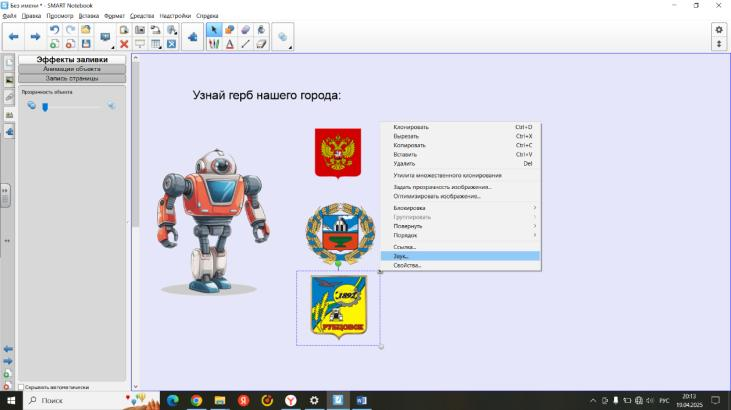 Без имени * - SMART Notebook
Файл Правка Просмотр Вставка Формат Средства Настройки Справка
Эффекты заливки
Анимации объекта
Запись страницы
Прозрачность объекта
Узнай герб нашего города:
Клонировать Ctrl+D
Вырезать Ctrl+X
Копировать Ctrl+C
Вставить Ctrl+V
Удалить Del
Утилита множественного клонирования
Задать прозрачность изображения...
Оптимизировать изображение...
Блокировка
Группировать
Повернуть
Порядок
Ссылка...
Звук...
Свойства...
1892
РУБЦОВСК
Скрывать автоматически
Поиск
РУС
20:13
19.04.2025